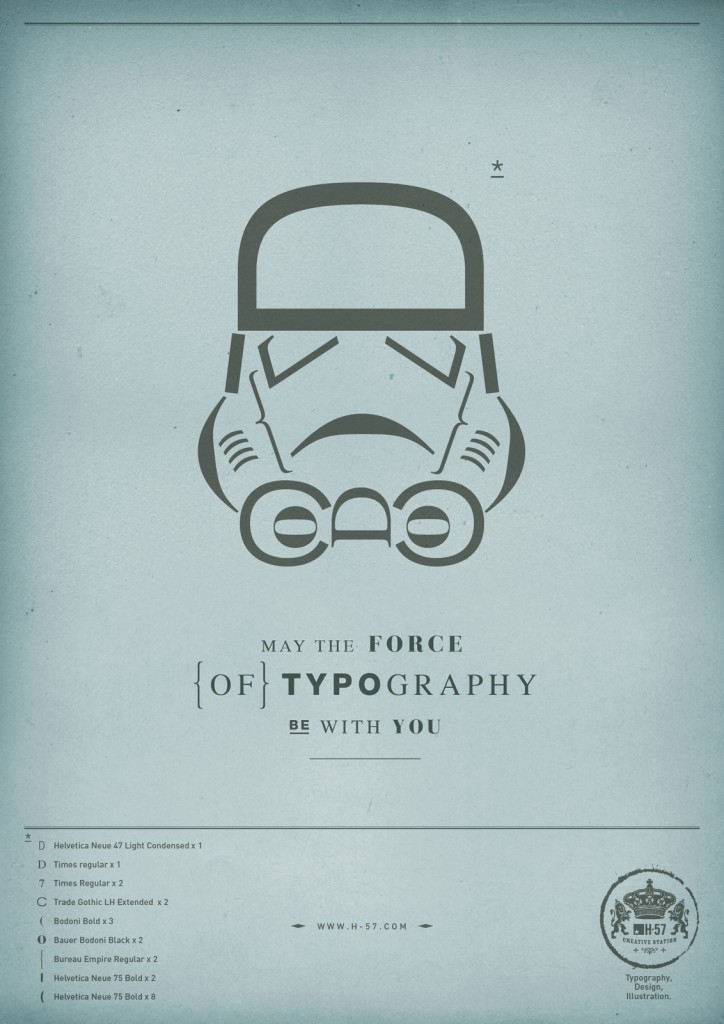 *
MAY THE FORCE
{OF} TYPOGRAPHY
BE WITH YOU
*
D Helvetica Neue 47 Light Condensed x 1
D Times regular x 1
7 Times Regular x 2
C Trade Gothic LH Extended x 2
( Bodoni Bold x 3
0 Bauer Bodoni Black x 2
Bureau Empire Regular x 2
Helvetica Neue 75 Bold x 2
( Helvetica Neue 75 Bold x 8
WWW.H-57.COM
H-57
CREATIVE STATION
Typography,
Design,
Illustration.